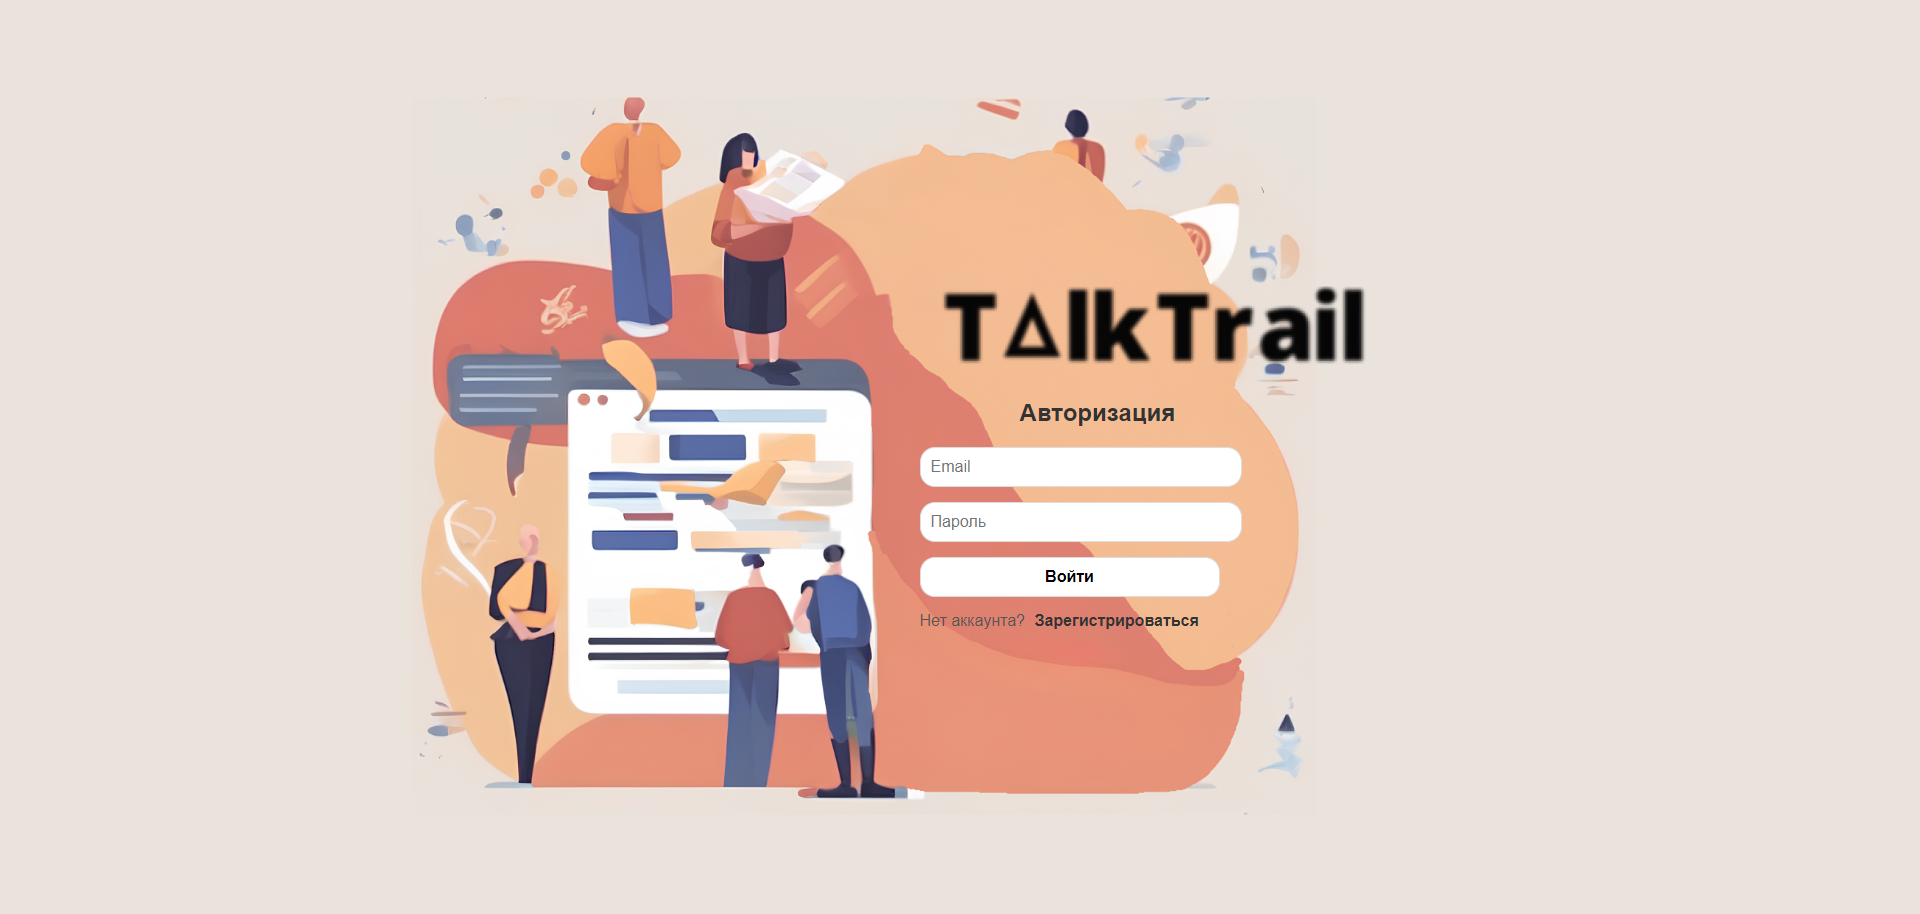 TΔlkTrail
Авторизация
Email
Пароль
Войти
Нет аккаунта? Зарегистрироваться